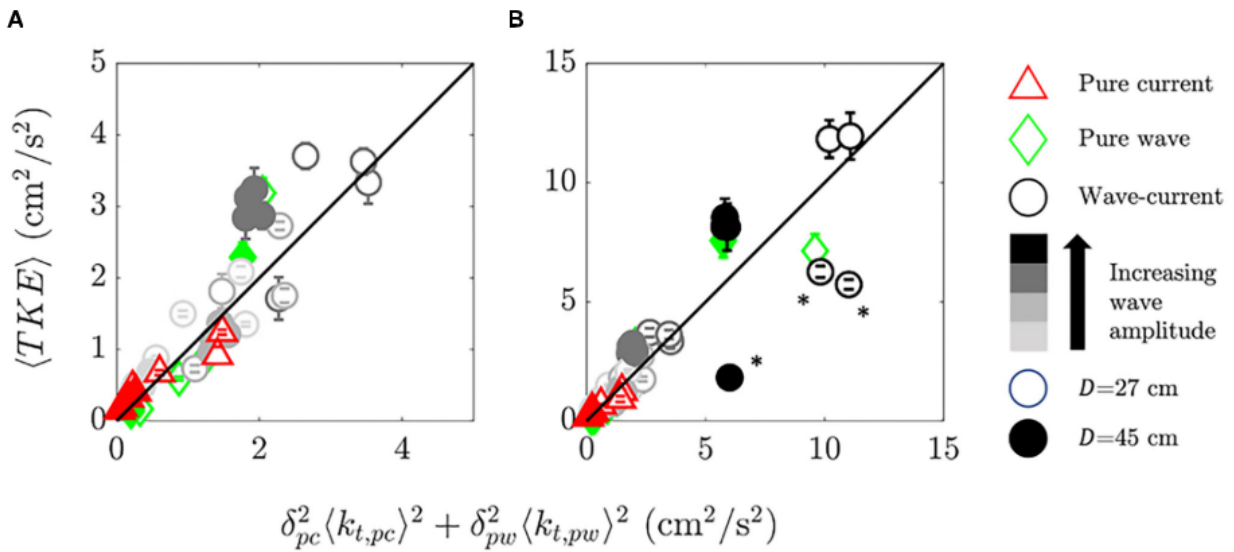 A
B
5
4
3
2
1
0
0
2
4
⟨TKE⟩ (cm²/s²)
15
10
5
0
0
5
10
15
*
*
*
Pure current
Pure wave
Wave-current
Increasing
wave
amplitude
D=27 cm
D=45 cm
δ²pc⟨kt,pc⟩² + δ²pw⟨kt,pw⟩² (cm²/s²)